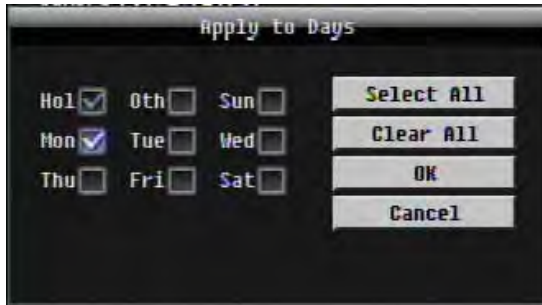 Apply to Days
Hol Oth Sun Select All
Mon Tue Wed Clear All
Thu Fri Sat OK
Cancel